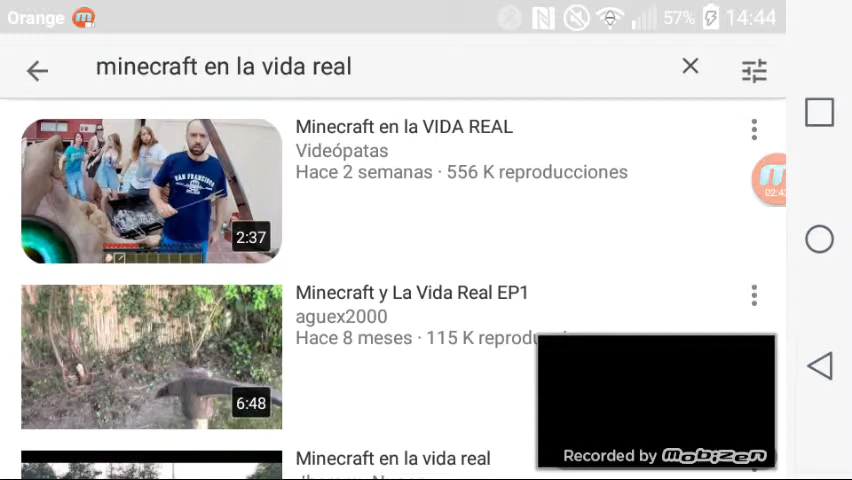 Orange 57% 14:44
minecraft en la vida real
Minecraft en la VIDA REAL
Videópatas
Hace 2 semanas · 556 K reproducciones
SAN FRANCISCO
2:37
Minecraft y La Vida Real EP1
aguex2000
Hace 8 meses · 115 K
6:48
Minecraft en la vida real
Recorded by Mobizen